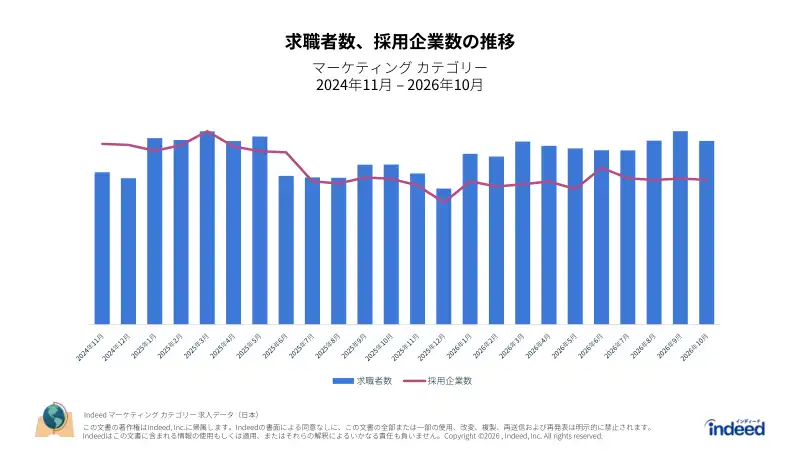 求職者数、採用企業数の推移
マーケティング カテゴリー
2024年11月 – 2026年10月
2024年11月
2024年12月
2025年1月
2025年2月
2025年3月
2025年4月
2025年5月
2025年6月
2025年7月
2025年8月
2025年9月
2025年10月
2025年11月
2025年12月
2026年1月
2026年2月
2026年3月
2026年4月
2026年5月
2026年6月
2026年7月
2026年8月
2026年9月
2026年10月
求職者数
採用企業数
Indeed マーケティング カテゴリー 求人データ（日本）
この文書の著作権はIndeed, Inc.に帰属します。Indeedの書面による同意なしに、この文書の全部または一部の使用、改変、複製、再送信および再発表は明示的に禁止されます。
Indeedはこの文書に含まれる情報の使用もしくは適用、またはそれらの解釈によるいかなる責任も負いません。Copyright ©2026 , Indeed, Inc. All rights reserved.
インディード
indeed